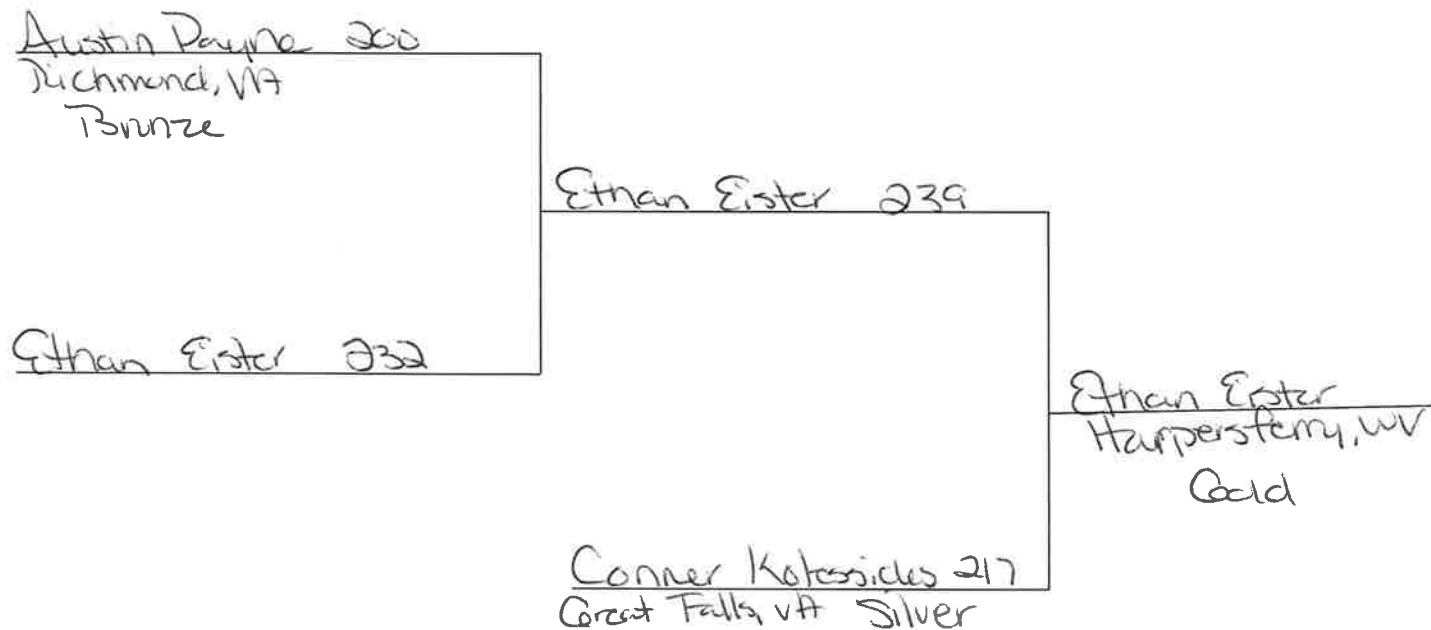 Austin Payne 200
Richmond, VA
Bronze
Ethan Eister 239
Ethan Eister 232
Ethan Eister
Harpersferry, WV
Gold
Conner 217
Great Falls, VA Silver